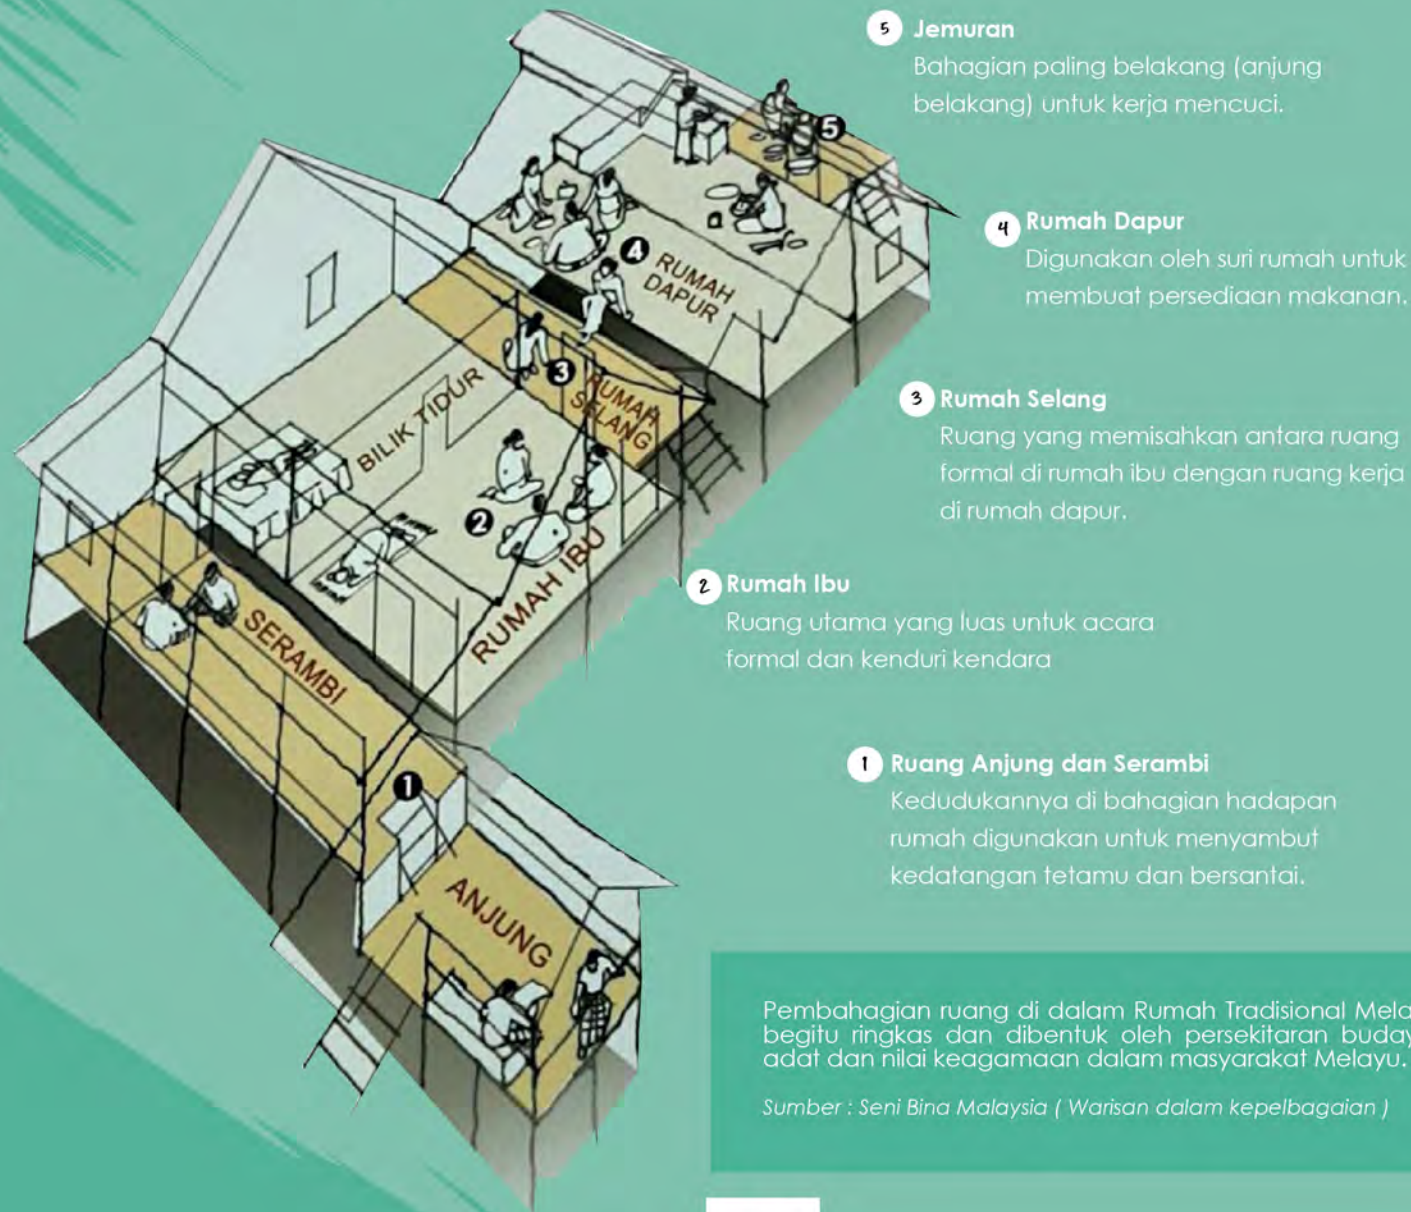 5 Jemuran
Bahagian paling belakang (anjung
belakang) untuk kerja mencuci.
4 Rumah Dapur
Digunakan oleh suri rumah untuk
membuat persediaan makanan.
3 Rumah Selang
Ruang yang memisahkan antara ruang
formal di rumah ibu dengan ruang kerja
di rumah dapur.
2 Rumah Ibu
Ruang utama yang luas untuk acara
formal dan kenduri kendara
1 Ruang Anjung dan Serambi
Kedudukannya di bahagian hadapan
rumah digunakan untuk menyambut
kedatangan tetamu dan bersantai.
5
4
RUMAH
DAPUR
3
RUMAH
SELANG
BILIK TIDUR
2
RUMAH IBU
SERAMBI
1
ANJUNG
Pembahagian ruang di dalam Rumah Tradisional Mela
begitu ringkas dan dibentuk oleh persekitaran buday
adat dan nilai keagamaan dalam masyarakat Melayu.
Sumber : Seni Bina Malaysia ( Warisan dalam kepelbagaian )